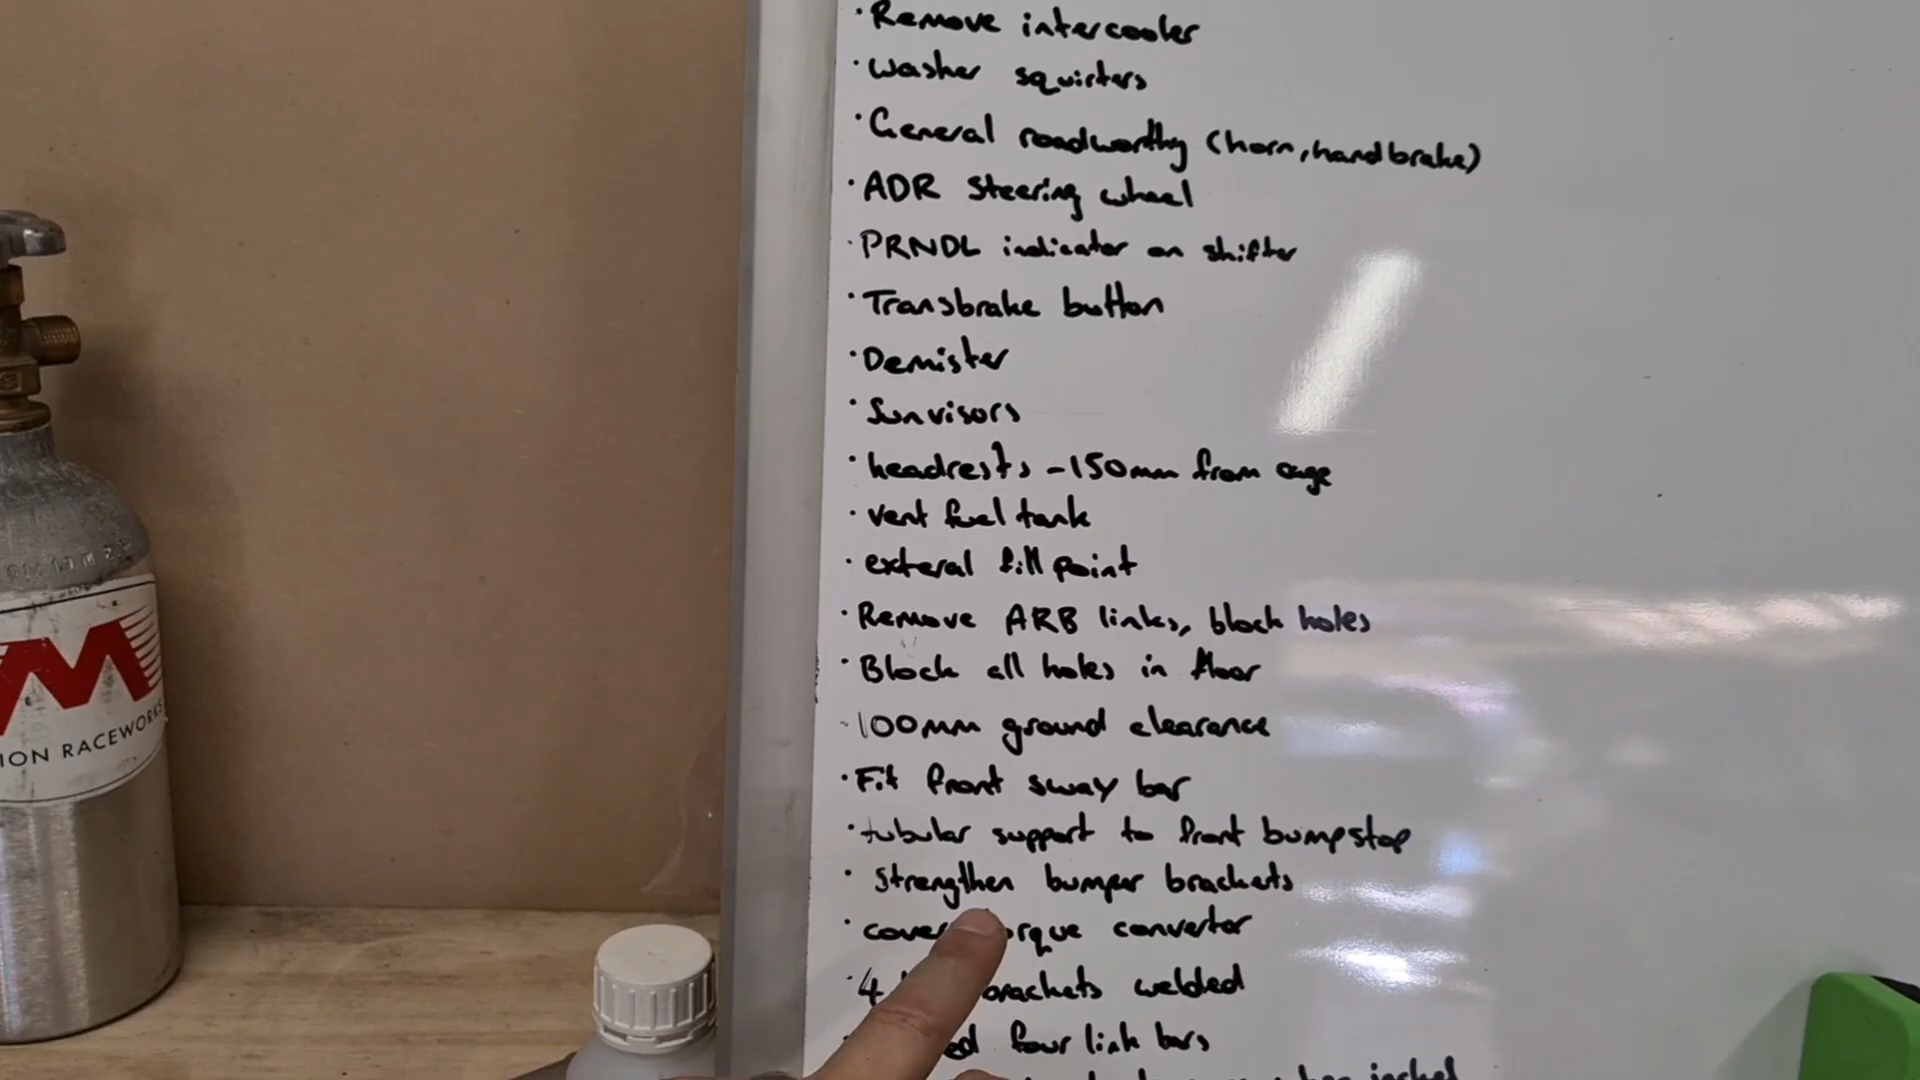 · Remove intercooler
· washer squirters
· General roadworthy (horn, handbrake)
· ADR steering wheel
· PRNDL indicator on shifter
· Transbrake button
· Demister
· Sunvisors
· headrests - 150mm from cage
· vent fuel tank
· exteral fill point
· Remove ARB links, block holes
· Block all holes in floor
- 100mm ground clearance
· Fit front sway bar
· tubular support to front bumpstop
· Strengthen bumper brackets
· cover convertor
· 4 brackets welded
four link bars
M
ION RACEWORKS